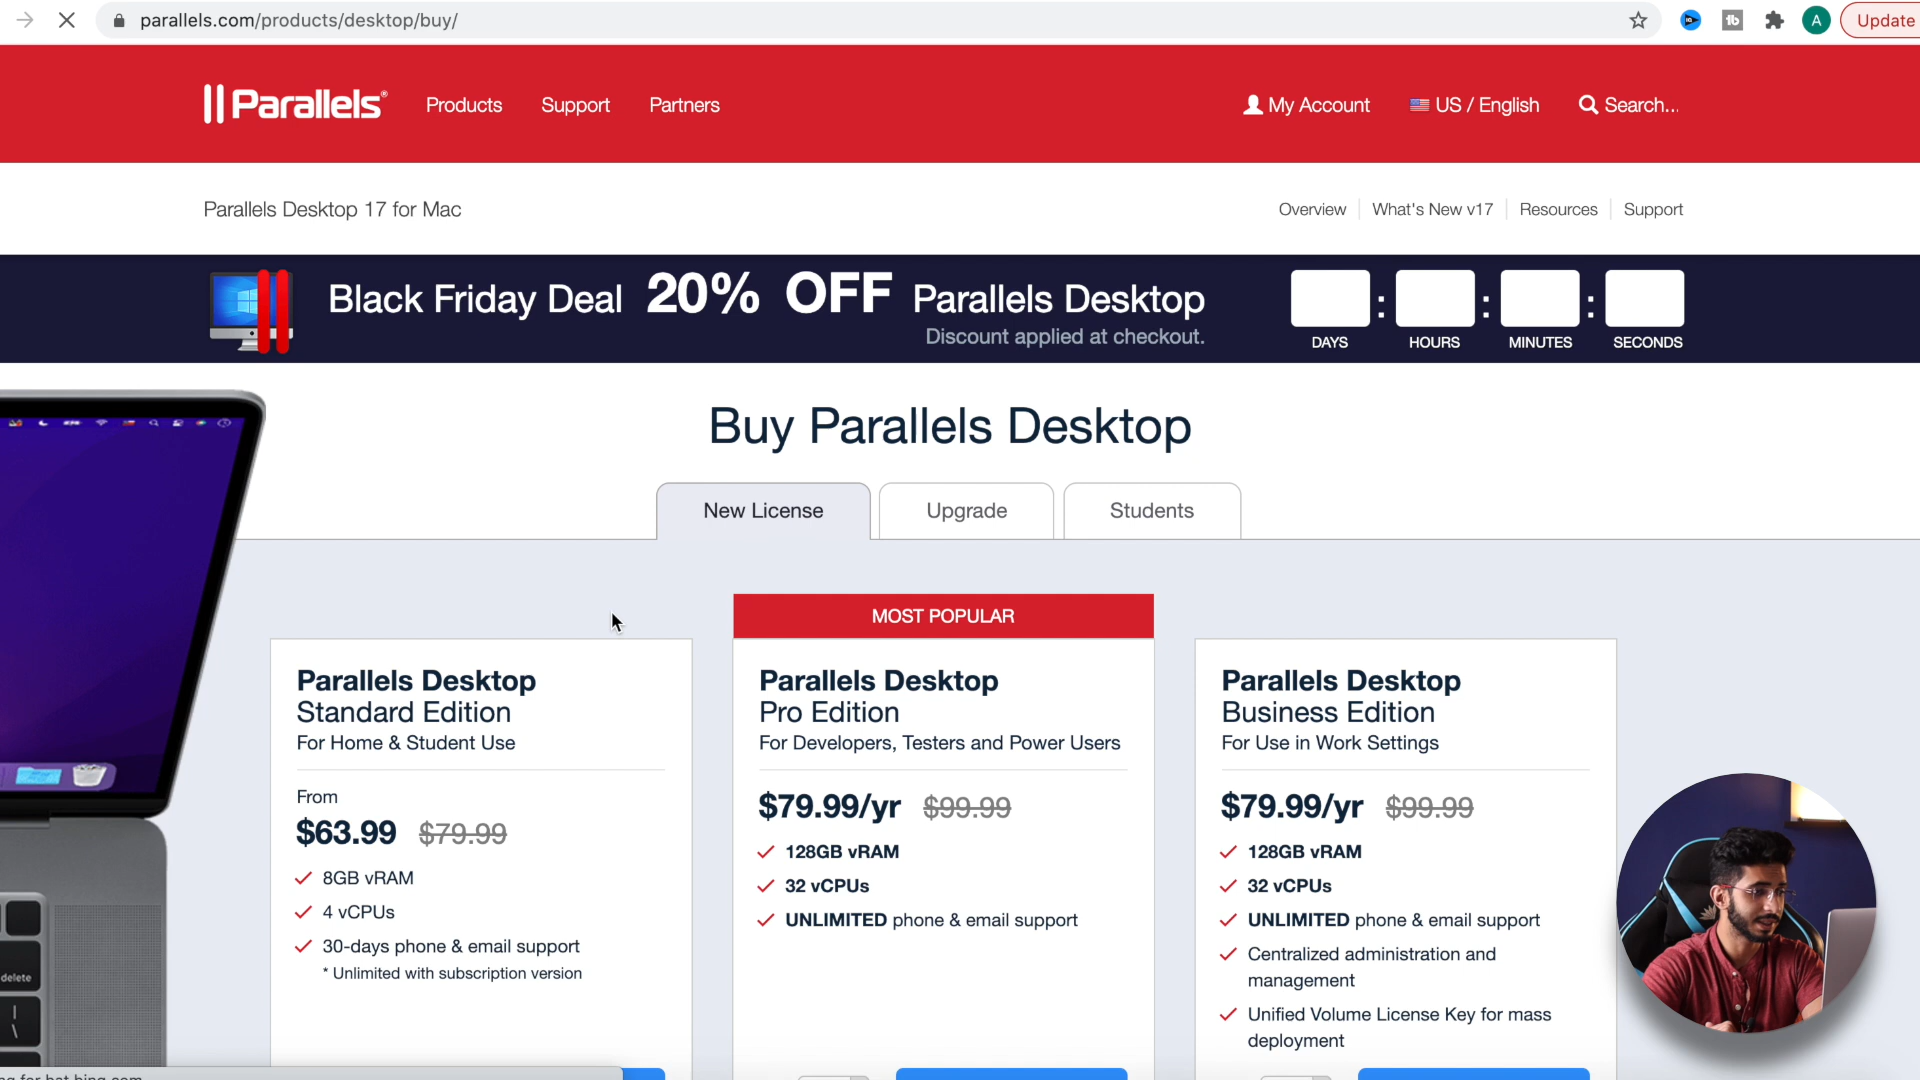 parallels.com/products/desktop/buy/
A
Update
Parallels®
Products
Support
Partners
My Account
US / English
Search...
Parallels Desktop 17 for Mac
Overview
What's New v17
Resources
Support
Black Friday Deal 20% OFF Parallels Desktop
Discount applied at checkout.
: : :
DAYS HOURS MINUTES SECONDS
Buy Parallels Desktop
New License
Upgrade
Students
MOST POPULAR
Parallels Desktop
Standard Edition
For Home & Student Use
From
$63.99 $79.99
8GB vRAM
4 vCPUs
30-days phone & email support
* Unlimited with subscription version
Parallels Desktop
Pro Edition
For Developers, Testers and Power Users
$79.99/yr $99.99
128GB vRAM
32 vCPUs
UNLIMITED phone & email support
Parallels Desktop
Business Edition
For Use in Work Settings
$79.99/yr $99.99
128GB vRAM
32 vCPUs
UNLIMITED phone & email support
Centralized administration and
management
Unified Volume License Key for mass
deployment
delete